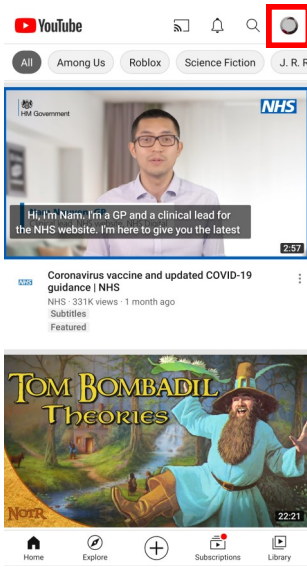 YouTube
All
Among Us
Roblox
Science Fiction
J. R. R
HM Government
NHS
Hi, I'm Nam. I'm a GP and a clinical lead for
the NHS website. I'm here to give you the latest
2:57
NHS
Coronavirus vaccine and updated COVID-19
guidance | NHS
NHS · 331K views · 1 month ago
Subtitles
Featured
TOM BOMBADIL
THEORIES
NOTR
22:21
Home
Explore
Subscriptions
Library